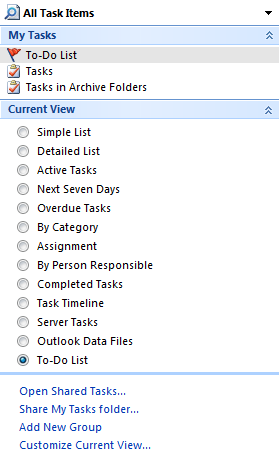 All Task Items
My Tasks
To-Do List
Tasks
Tasks in Archive Folders
Current View
Simple List
Detailed List
Active Tasks
Next Seven Days
Overdue Tasks
By Category
Assignment
By Person Responsible
Completed Tasks
Task Timeline
Server Tasks
Outlook Data Files
To-Do List
Open Shared Tasks...
Share My Tasks folder...
Add New Group
Customize Current View...